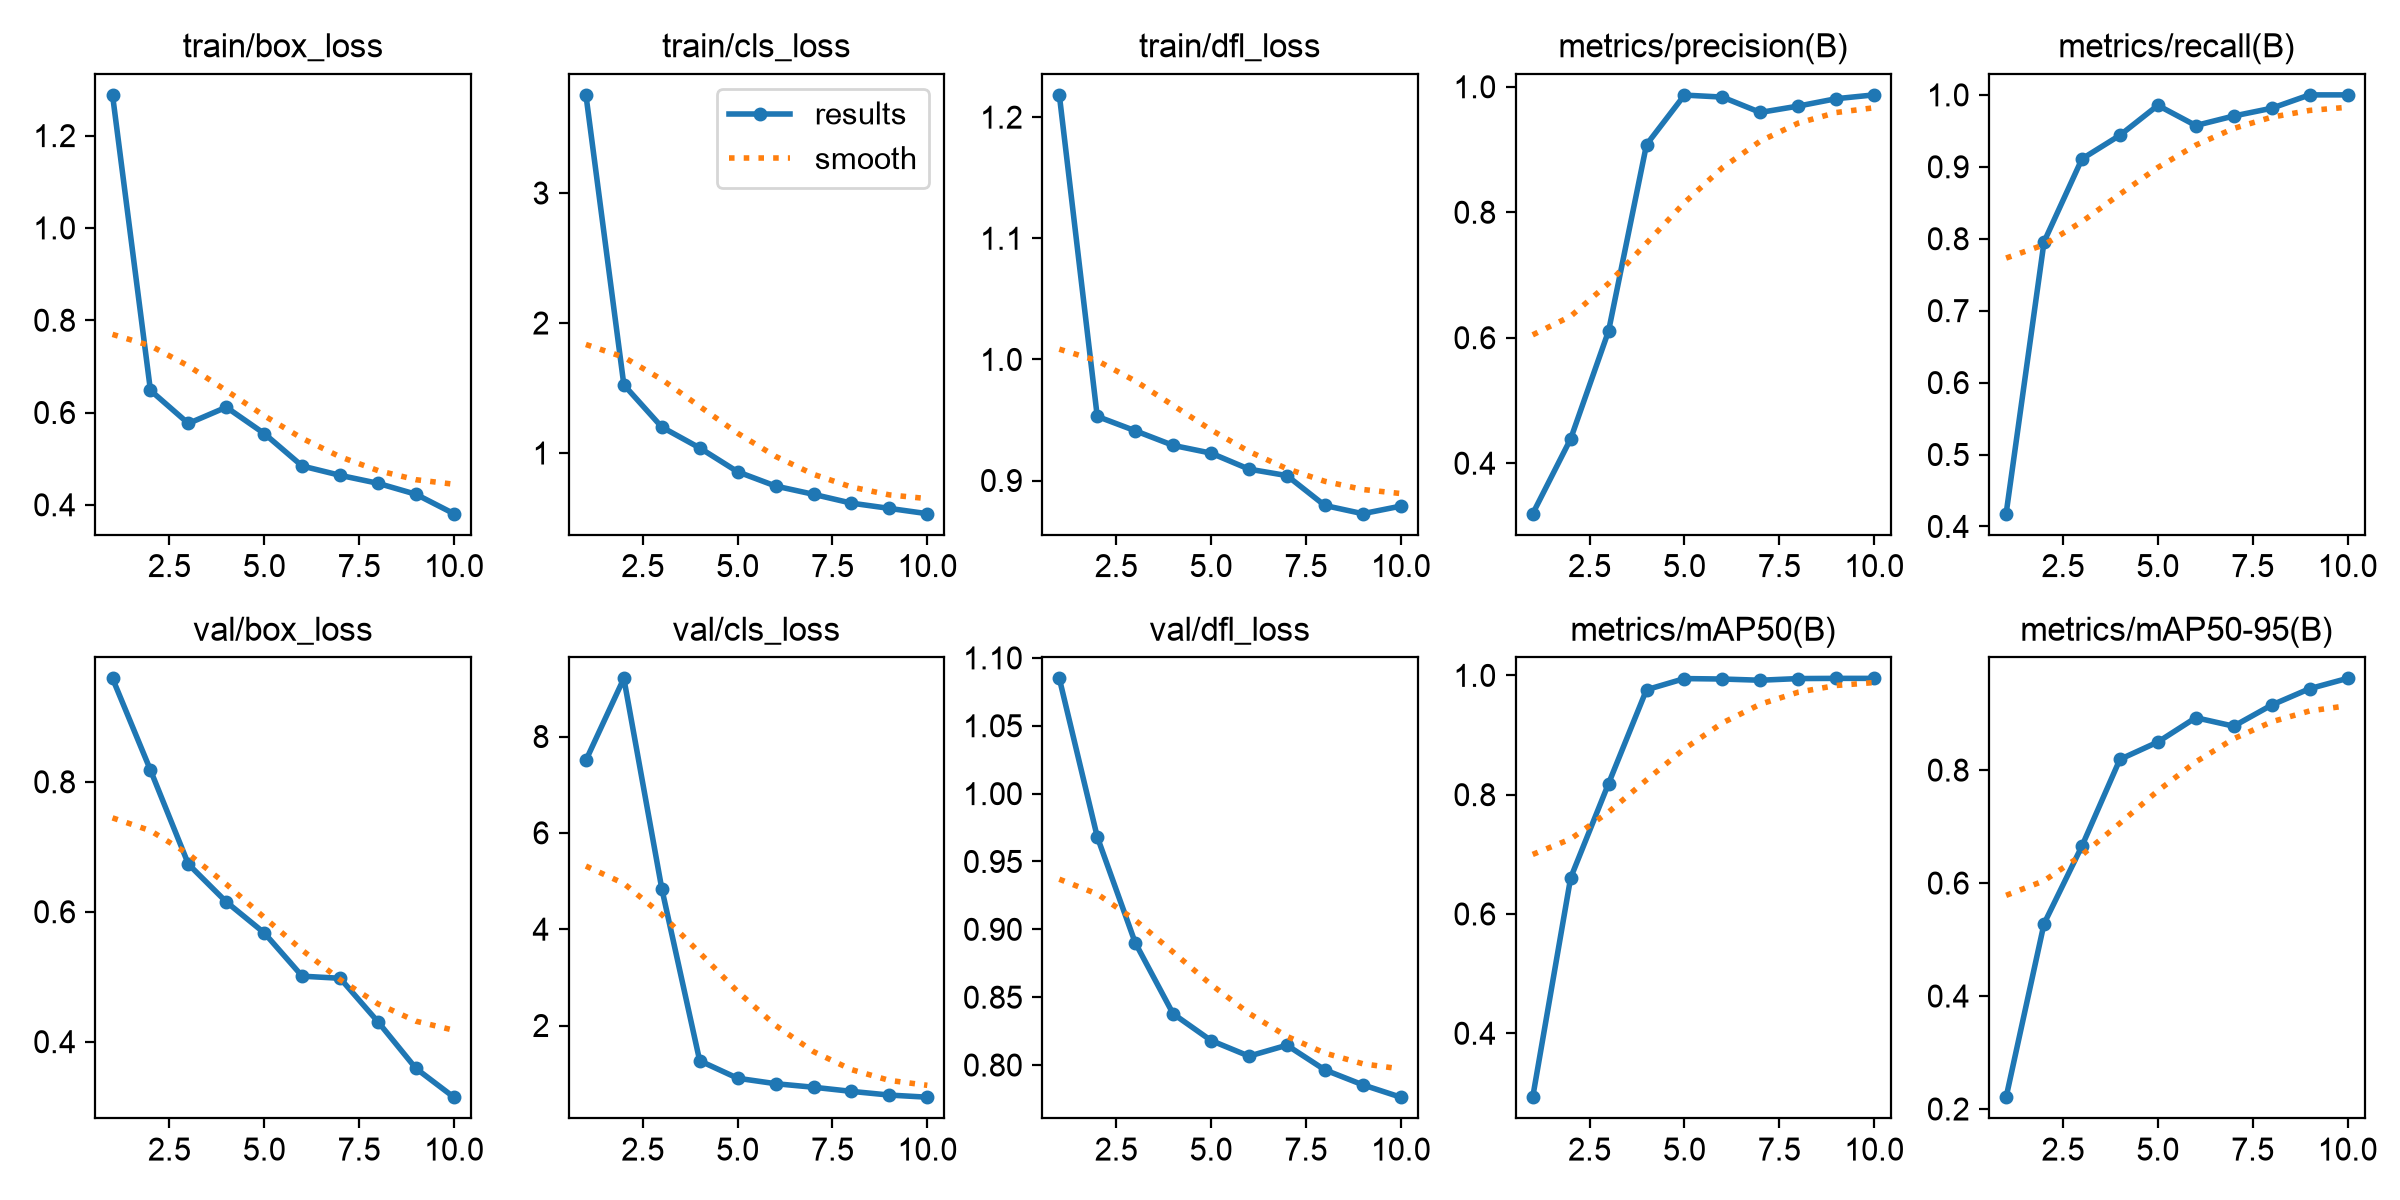 train/box_loss
train/cls_loss
train/dfl_loss
metrics/precision(B)
metrics/recall(B)
1.2
1.0
0.8
0.6
0.4
2.5 5.0 7.5 10.0
results
smooth
3
2
1
2.5 5.0 7.5 10.0
1.2
1.1
1.0
0.9
2.5 5.0 7.5 10.0
1.0
0.8
0.6
0.4
2.5 5.0 7.5 10.0
1.0
0.9
0.8
0.7
0.6
0.5
0.4
2.5 5.0 7.5 10.0
val/box_loss
val/cls_loss
val/dfl_loss
metrics/mAP50(B)
metrics/mAP50-95(B)
0.8
0.6
0.4
2.5 5.0 7.5 10.0
8
6
4
2
2.5 5.0 7.5 10.0
1.10
1.05
1.00
0.95
0.90
0.85
0.80
2.5 5.0 7.5 10.0
1.0
0.8
0.6
0.4
2.5 5.0 7.5 10.0
0.8
0.6
0.4
0.2
2.5 5.0 7.5 10.0